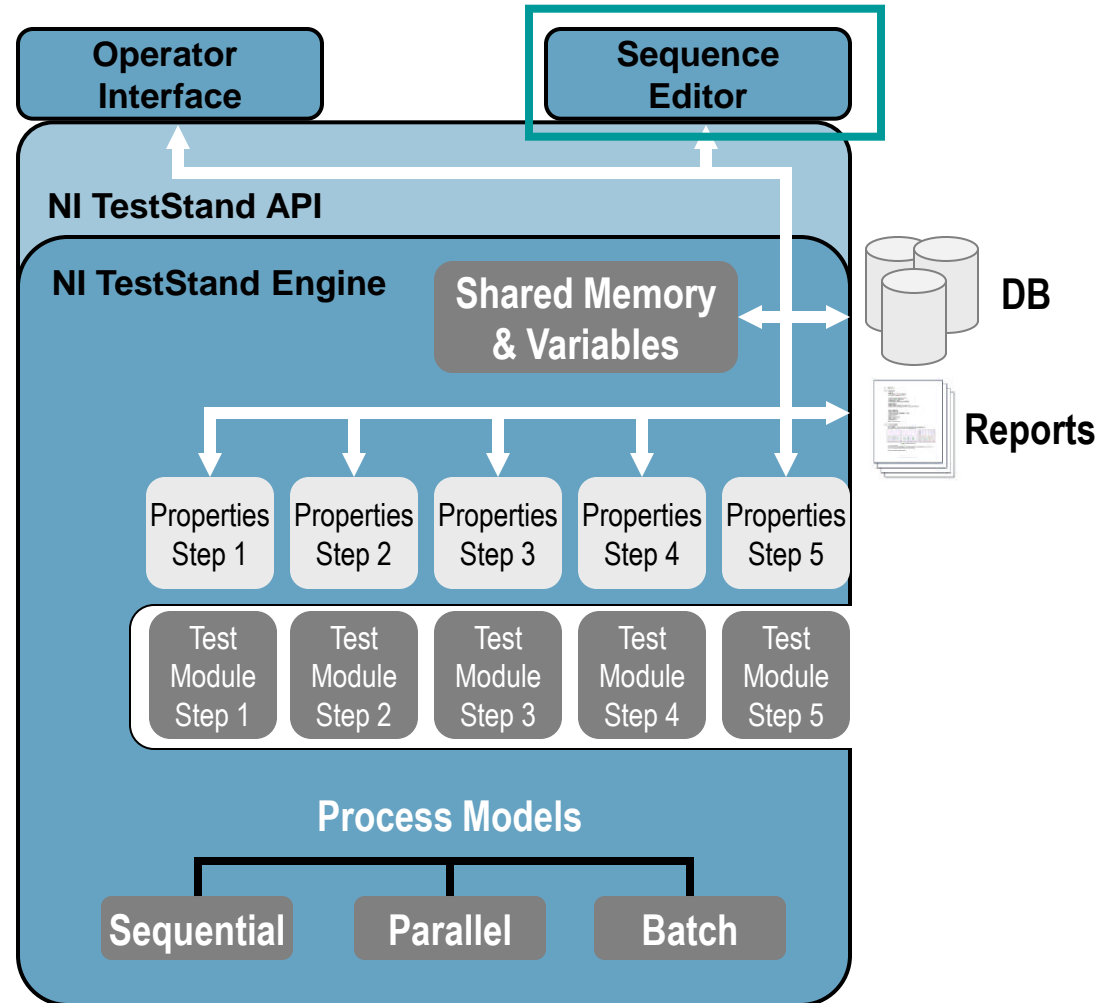 Operator
Interface
Sequence
Editor
NI TestStand API
NI TestStand Engine
Shared Memory
& Variables
DB
Reports
Properties
Step 1
Properties
Step 2
Properties
Step 3
Properties
Step 4
Properties
Step 5
Test
Module
Step 1
Test
Module
Step 2
Test
Module
Step 3
Test
Module
Step 4
Test
Module
Step 5
Process Models
Sequential
Parallel
Batch